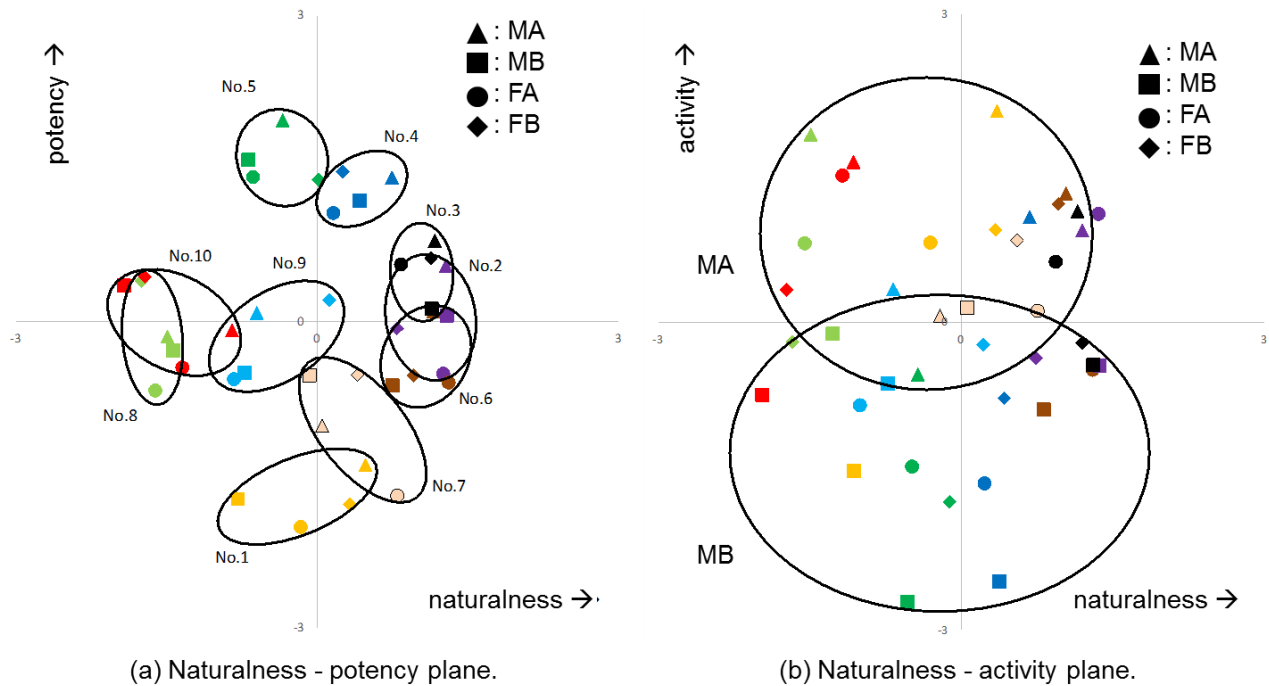 3
potency →
▲ : MA
■ : MB
● : FA
◆ : FB
No.5
No.4
No.3
No.2
No.10
No.9
-3
0
3
No.8
No.6
No.7
No.1
naturalness →
-3
(a) Naturalness - potency plane.
3
activity →
▲ : MA
■ : MB
● : FA
◆ : FB
MA
-3
0
3
MB
naturalness →
-3
(b) Naturalness - activity plane.